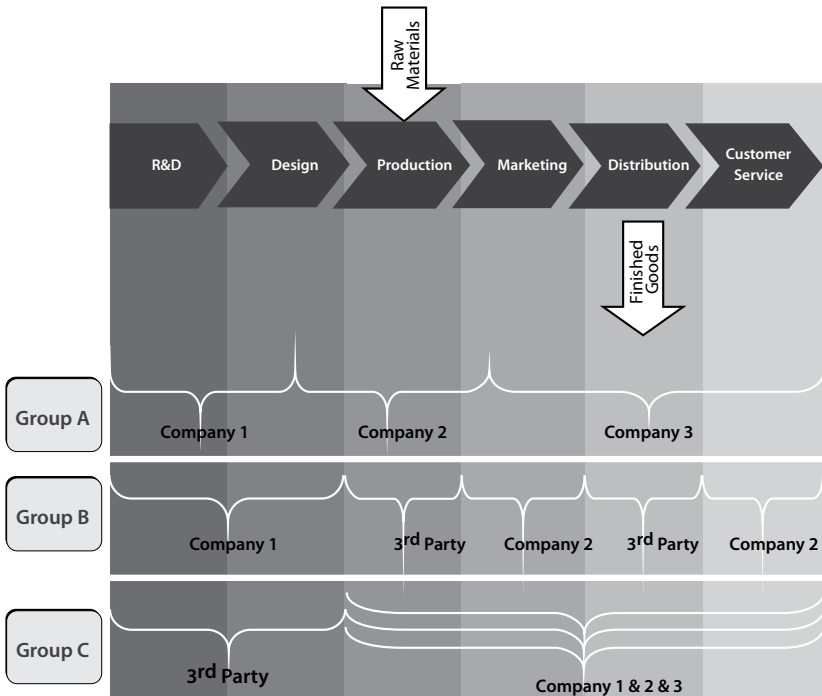 Raw
Materials
R&D
Design
Production
Marketing
Distribution
Customer
Service
Finished
Goods
Group A
Company 1
Company 2
Company 3
Group B
Company 1
3rd Party
Company 2
3rd Party
Company 2
Group C
3rd Party
Company 1 & 2 & 3